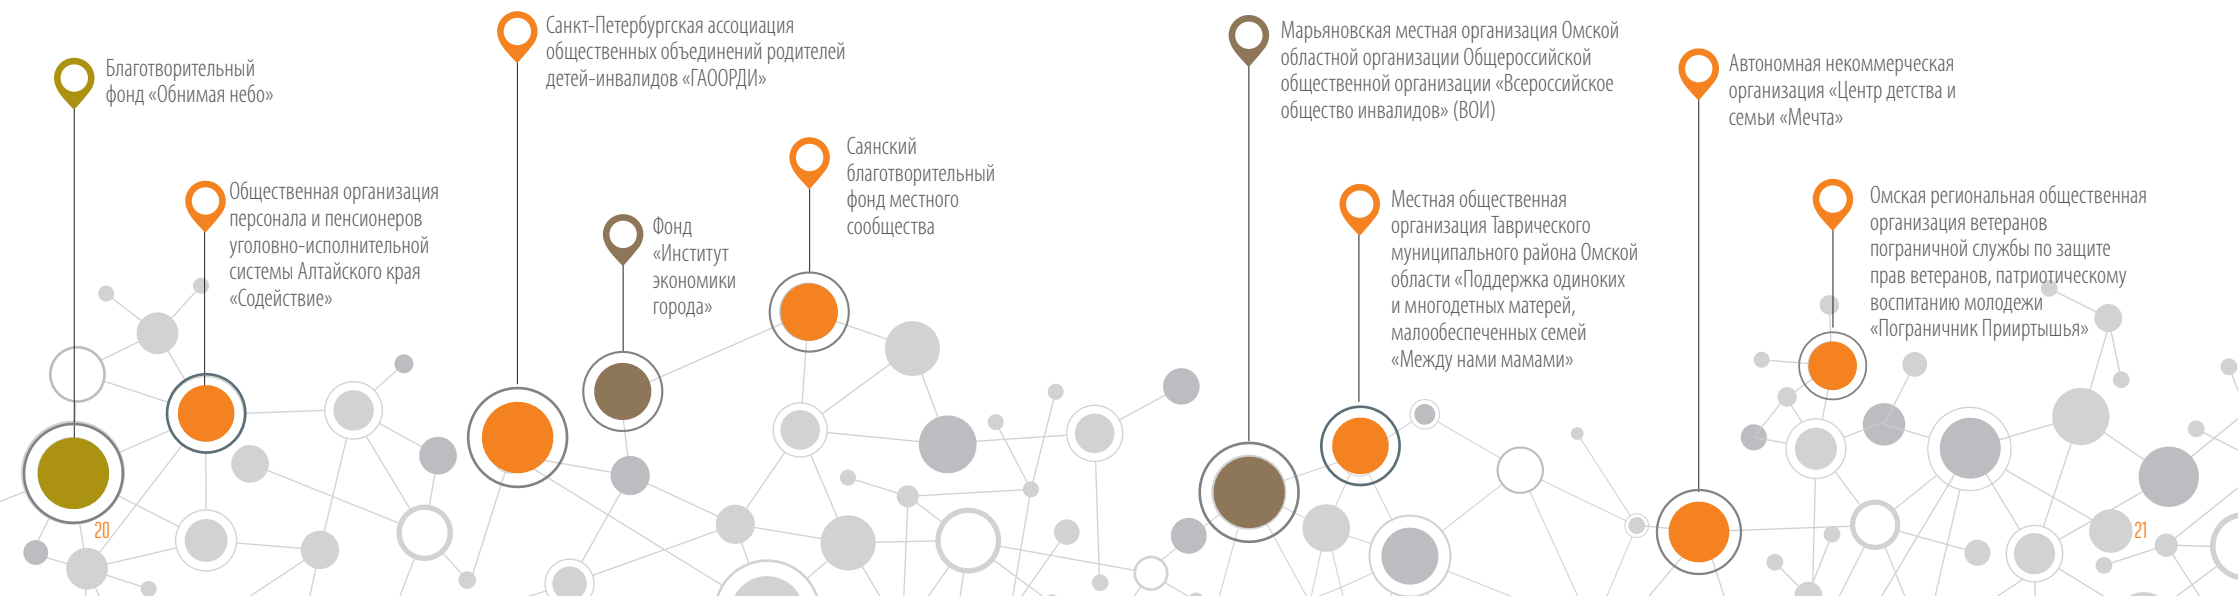 Благотворительный
фонд «Обнимая небо»
Общественная организация
персонала и пенсионеров
уголовно-исполнительной
системы Алтайского края
«Содействие»
Санкт-Петербургская ассоциация
общественных объединений родителей
детей-инвалидов «ГАООРДИ»
Фонд
«Институт
экономики
города»
Саянский
благотворительный
фонд местного
сообщества
Марьяновская местная организация Омской
областной организации Общероссийской
общественной организации «Всероссийское
общество инвалидов» (ВОИ)
Местная общественная
организация Таврического
муниципального района Омской
области «Поддержка одиноких
и многодетных матерей,
малообеспеченных семей
«Между нами мамами»
Автономная некоммерческая
организация «Центр детства и
семьи «Мечта»
Омская региональная общественная
организация ветеранов
пограничной службы по защите
прав ветеранов, патриотическому
воспитанию молодежи
«Пограничник Прииртышья»
20
21